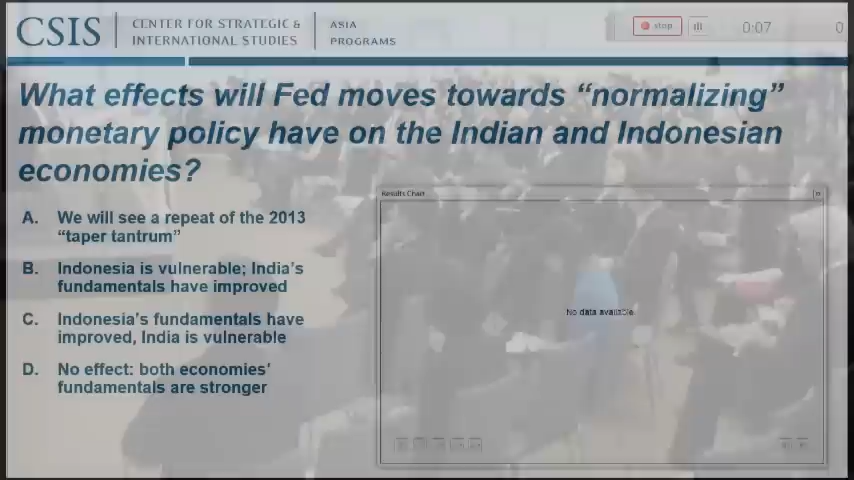 CSIS
CENTER FOR STRATEGIC &
INTERNATIONAL STUDIES
ASIA
PROGRAMS
stop
0:07
0
What effects will Fed moves towards “normalizing”
monetary policy have on the Indian and Indonesian
economies?
A. We will see a repeat of the 2013
“taper tantrum”
B. Indonesia is vulnerable; India’s
fundamentals have improved
C. Indonesia’s fundamentals have
improved, India is vulnerable
D. No effect: both economies’
fundamentals are stronger
Results Chart
No data available